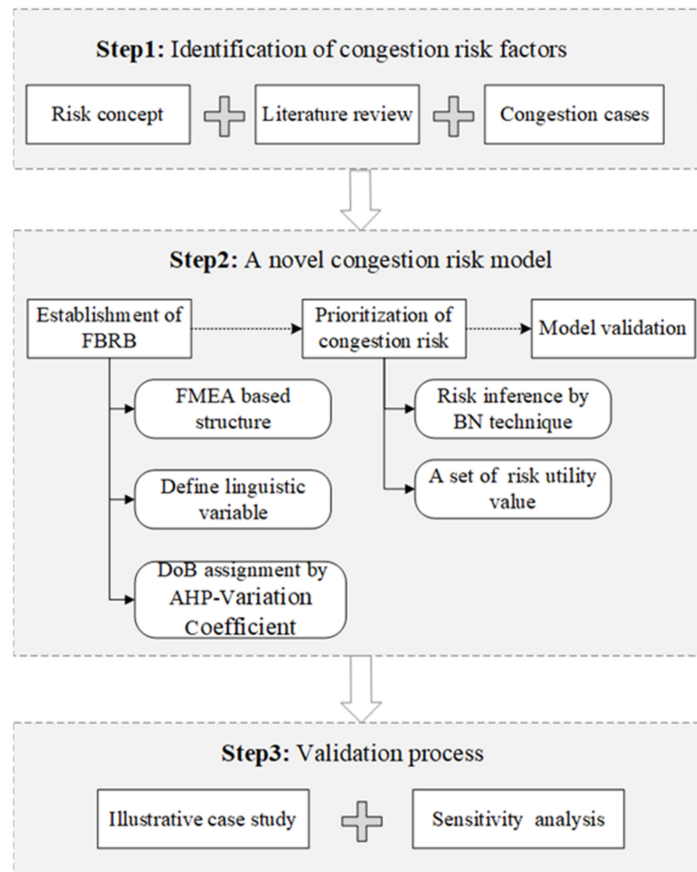 Step1: Identification of congestion risk factors
Risk concept
Literature review
Congestion cases
Step2: A novel congestion risk model
Establishment of
FBRB
Prioritization of
congestion risk
Model validation
FMEA based
structure
Define linguistic
variable
DoB assignment by
AHP-Variation
Coefficient
Risk inference by
BN technique
A set of risk utility
value
Step3: Validation process
Illustrative case study
Sensitivity analysis